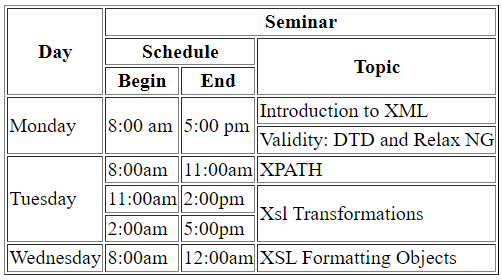 Day
Seminar
Schedule
Topic
Begin End
Monday 8:00 am 5:00 pm Introduction to XML
Validity: DTD and Relax NG
Tuesday 8:00am 11:00am XPATH
11:00am 2:00pm Xsl Transformations
2:00am 5:00pm
Wednesday 8:00am 12:00am XSL Formatting Objects